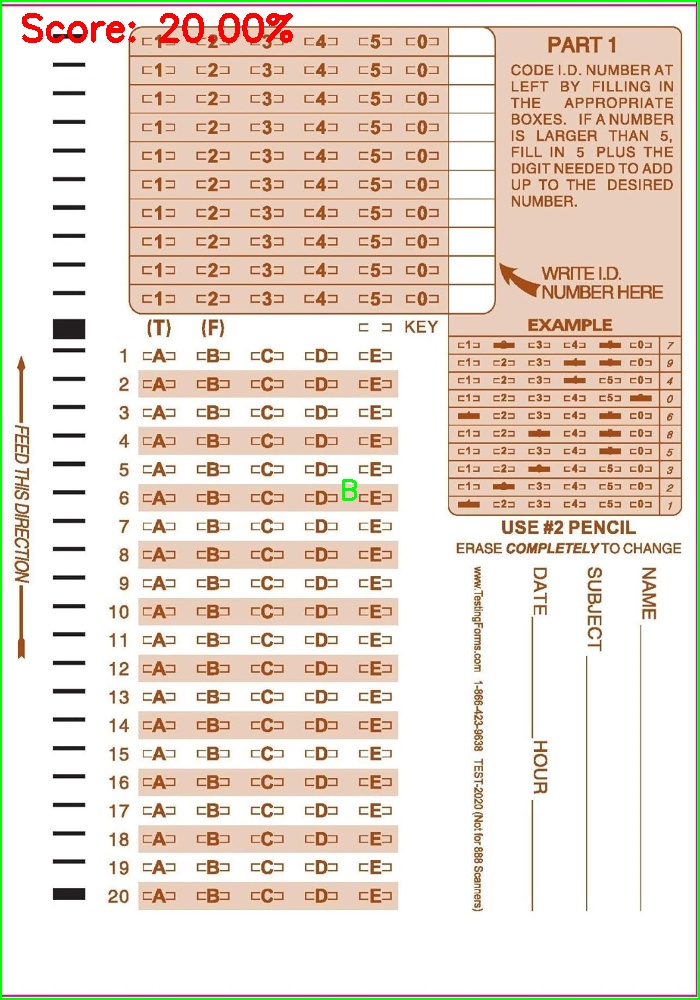 Score: 20.00%
1 2 3 4 5 0
1 2 3 4 5 0
1 2 3 4 5 0
1 2 3 4 5 0
1 2 3 4 5 0
1 2 3 4 5 0
1 2 3 4 5 0
1 2 3 4 5 0
1 2 3 4 5 0
1 2 3 4 5 0
PART 1
CODE I.D. NUMBER AT
LEFT BY FILLING IN
THE APPROPRIATE
BOXES. IF A NUMBER
IS LARGER THAN 5,
FILL IN 5 PLUS THE
DIGIT NEEDED TO ADD
UP TO THE DESIRED
NUMBER.
WRITE I.D.
NUMBER HERE
(T) (F) KEY
1 A B C D E
2 A B C D E
3 A B C D E
4 A B C D E
5 A B C D E
B
6 A B C D E
7 A B C D E
8 A B C D E
9 A B C D E
10 A B C D E
11 A B C D E
12 A B C D E
13 A B C D E
14 A B C D E
15 A B C D E
16 A B C D E
17 A B C D E
18 A B C D E
19 A B C D E
20 A B C D E
FEED THIS DIRECTION
EXAMPLE
1 3 4 0 7
1 2 3 0 9
1 2 3 5 0 4
1 2 3 4 5 0
2 3 4 0 6
1 2 4 0 8
1 2 3 4 0 5
1 2 4 5 0 3
1 3 4 5 0 2
2 3 4 5 0 1
USE #2 PENCIL
ERASE COMPLETELY TO CHANGE
NAME
SUBJECT
DATE HOUR
www.TestingForms.com 1-866-423-9638 TEST-2020 (Not for 888 Scanners)